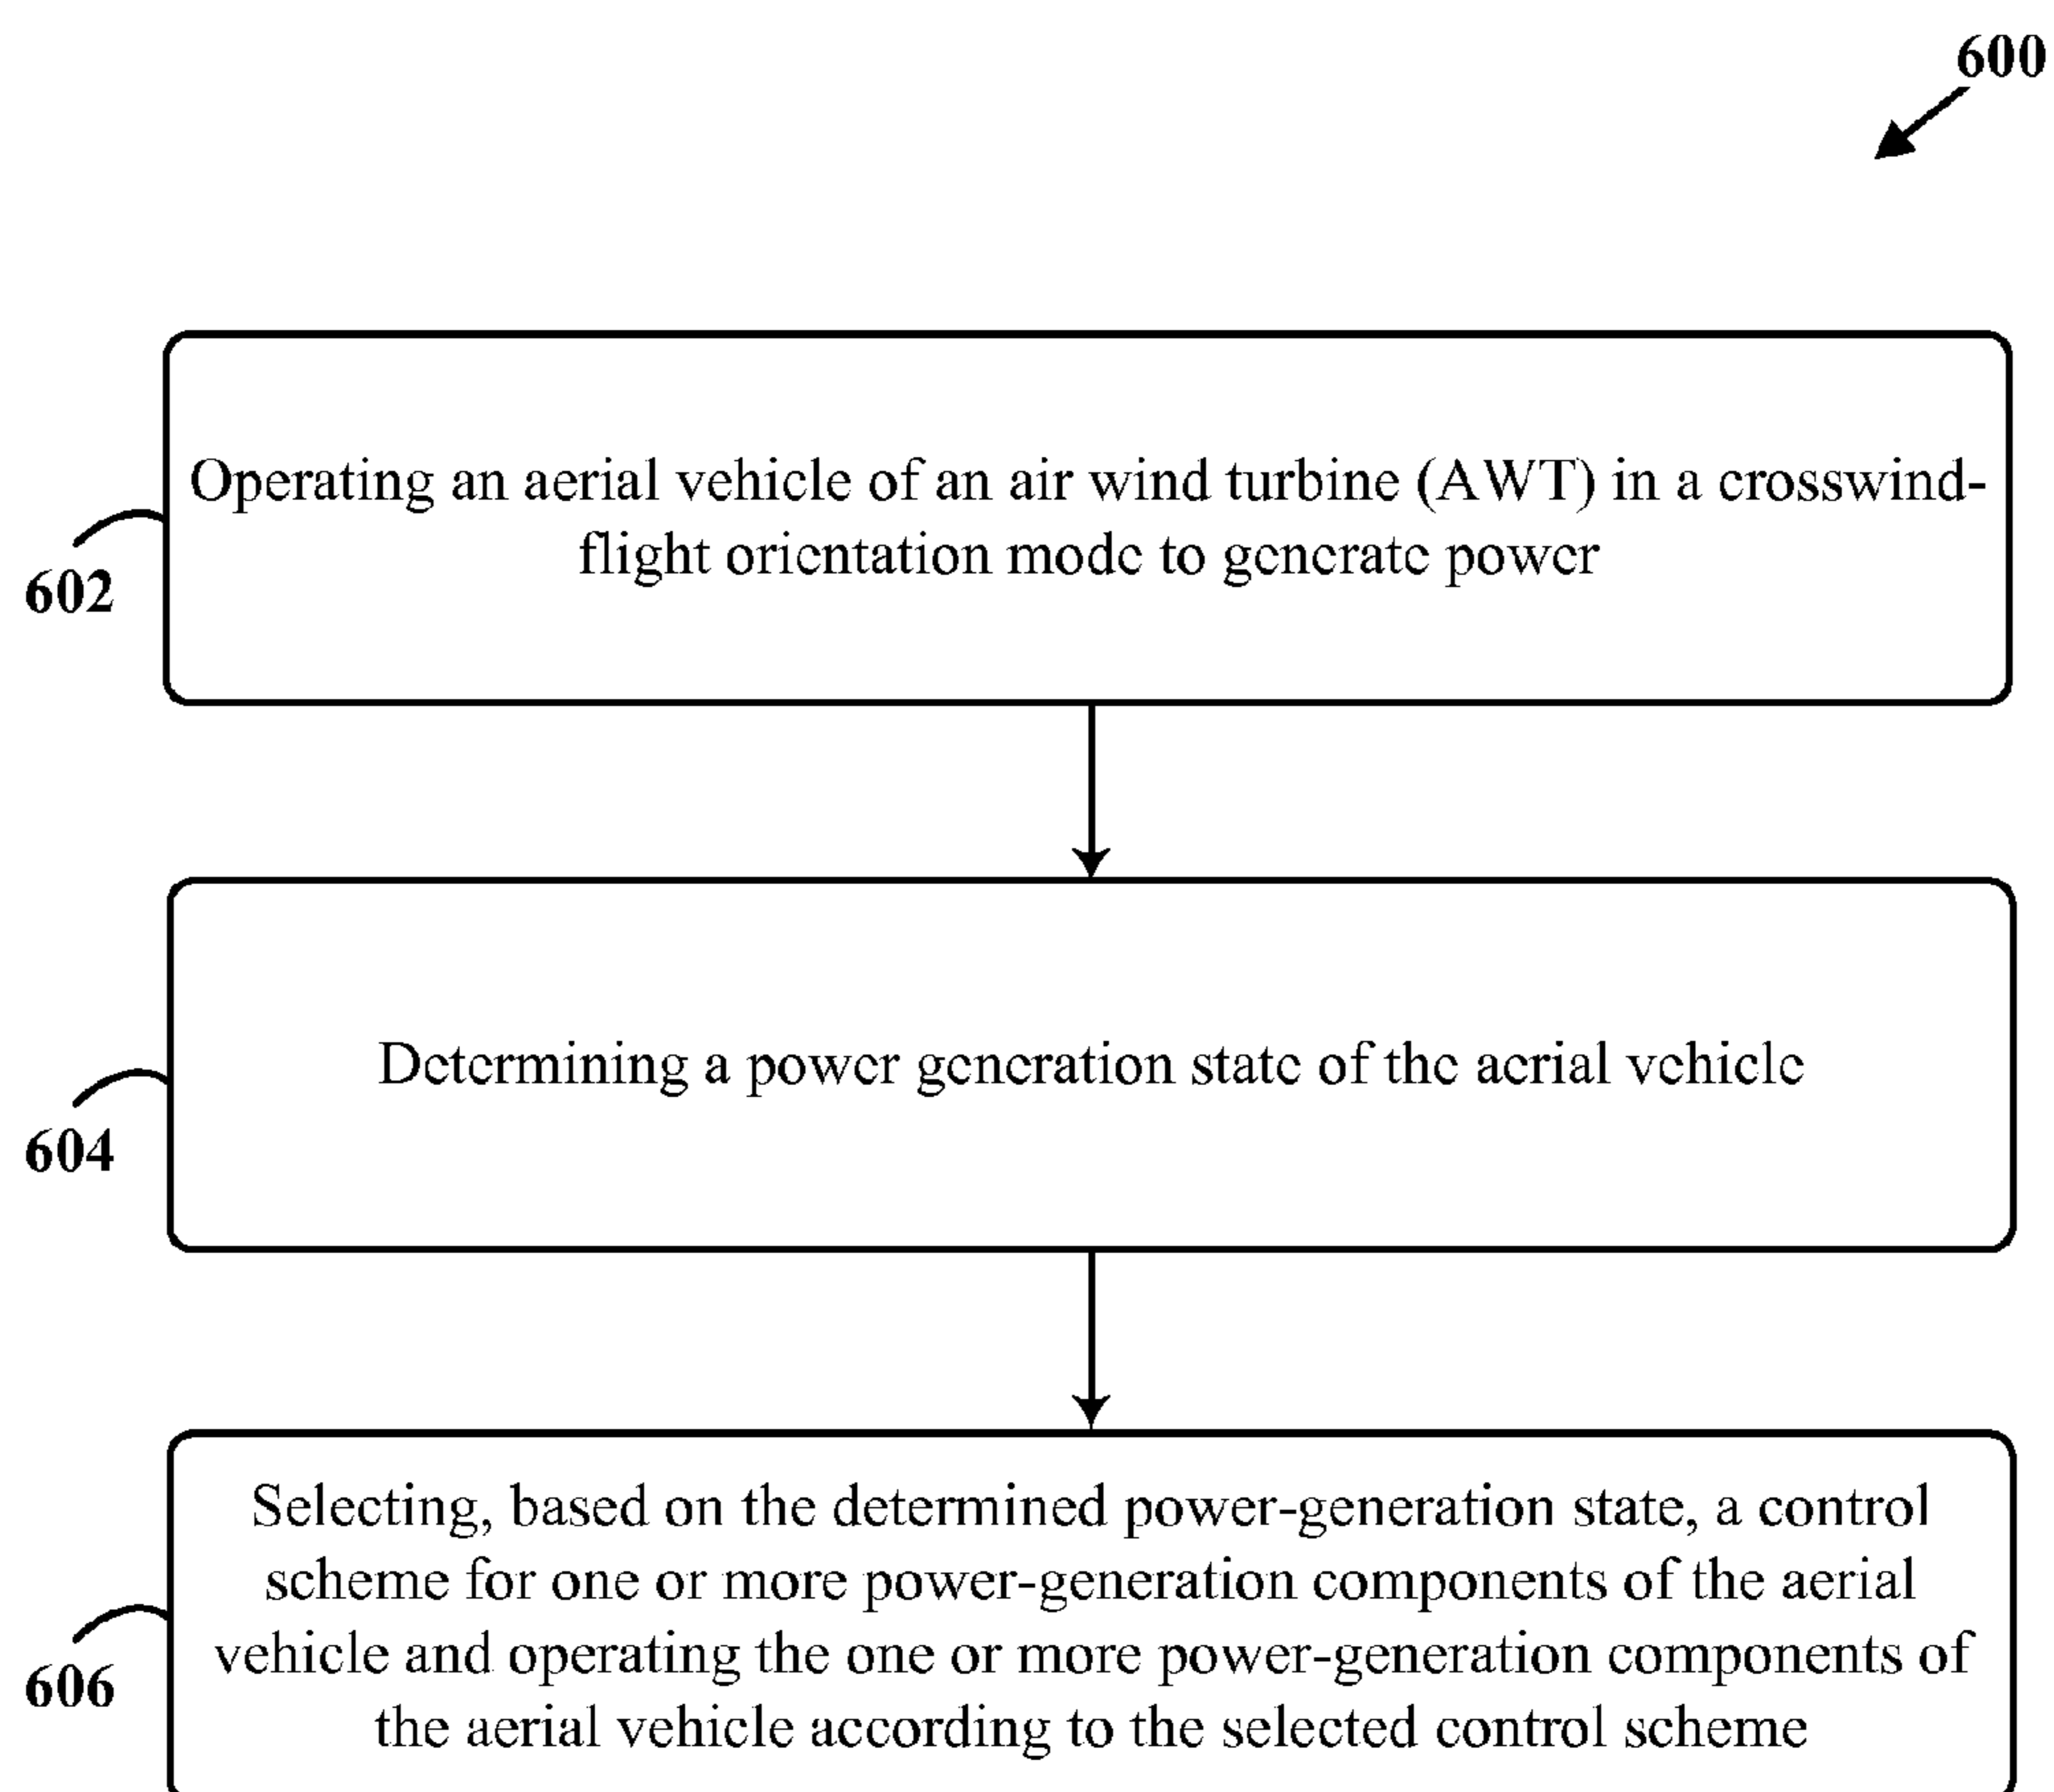 600
Operating an aerial vehicle of an air wind turbine (AWT) in a crosswind-
flight orientation mode to generate power
602
Determining a power generation state of the aerial vehicle
604
Selecting, based on the determined power-generation state, a control
scheme for one or more power-generation components of the aerial
vehicle and operating the one or more power-generation components of
the aerial vehicle according to the selected control scheme
606